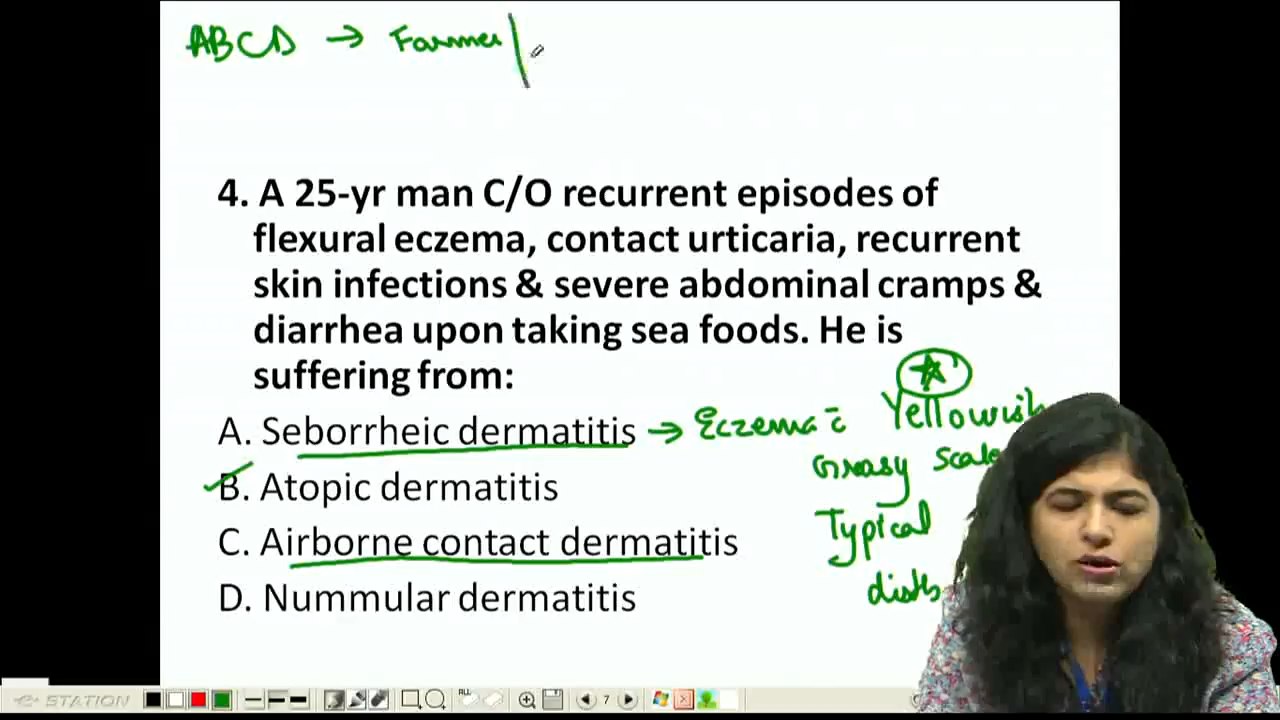 ABCD → Farmer |
4. A 25-yr man C/O recurrent episodes of
flexural eczema, contact urticaria, recurrent
skin infections & severe abdominal cramps &
diarrhea upon taking sea foods. He is
suffering from:
A. Seborrheic dermatitis → Eczema c̄ Yellowish
Greasy scale
B. Atopic dermatitis
Typical
C. Airborne contact dermatitis
D. Nummular dermatitis
STATION
7